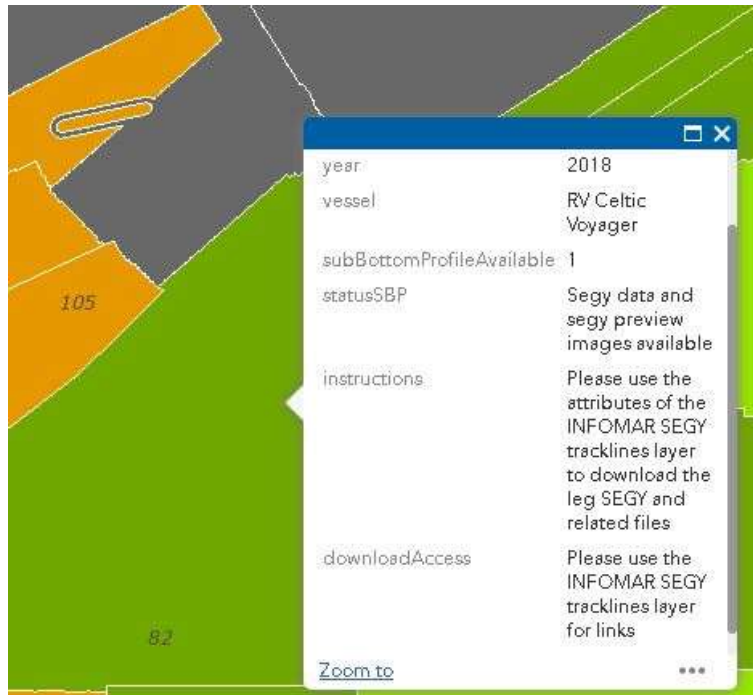 year 2018
vessel RV Celtic
Voyager
subBottomProfileAvailable 1
statusSBP Segy data and
segy preview
images available
instructions Please use the
attributes of the
INFOMAR SEGY
tracklines layer
to download the
leg SEGY and
related files
downloadAccess Please use the
INFOMAR SEGY
tracklines layer
for links
Zoom to
105
82